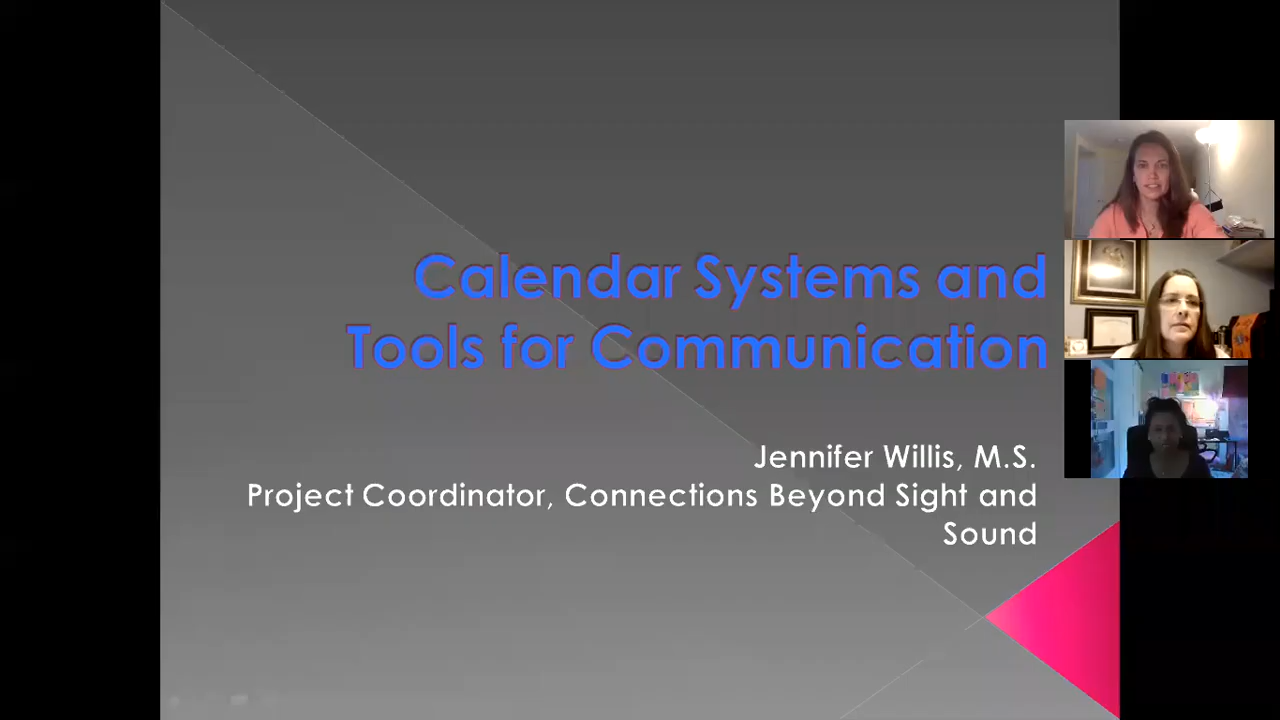 Calendar Systems and
Tools for Communication
Jennifer Willis, M.S.
Project Coordinator, Connections Beyond Sight and
Sound